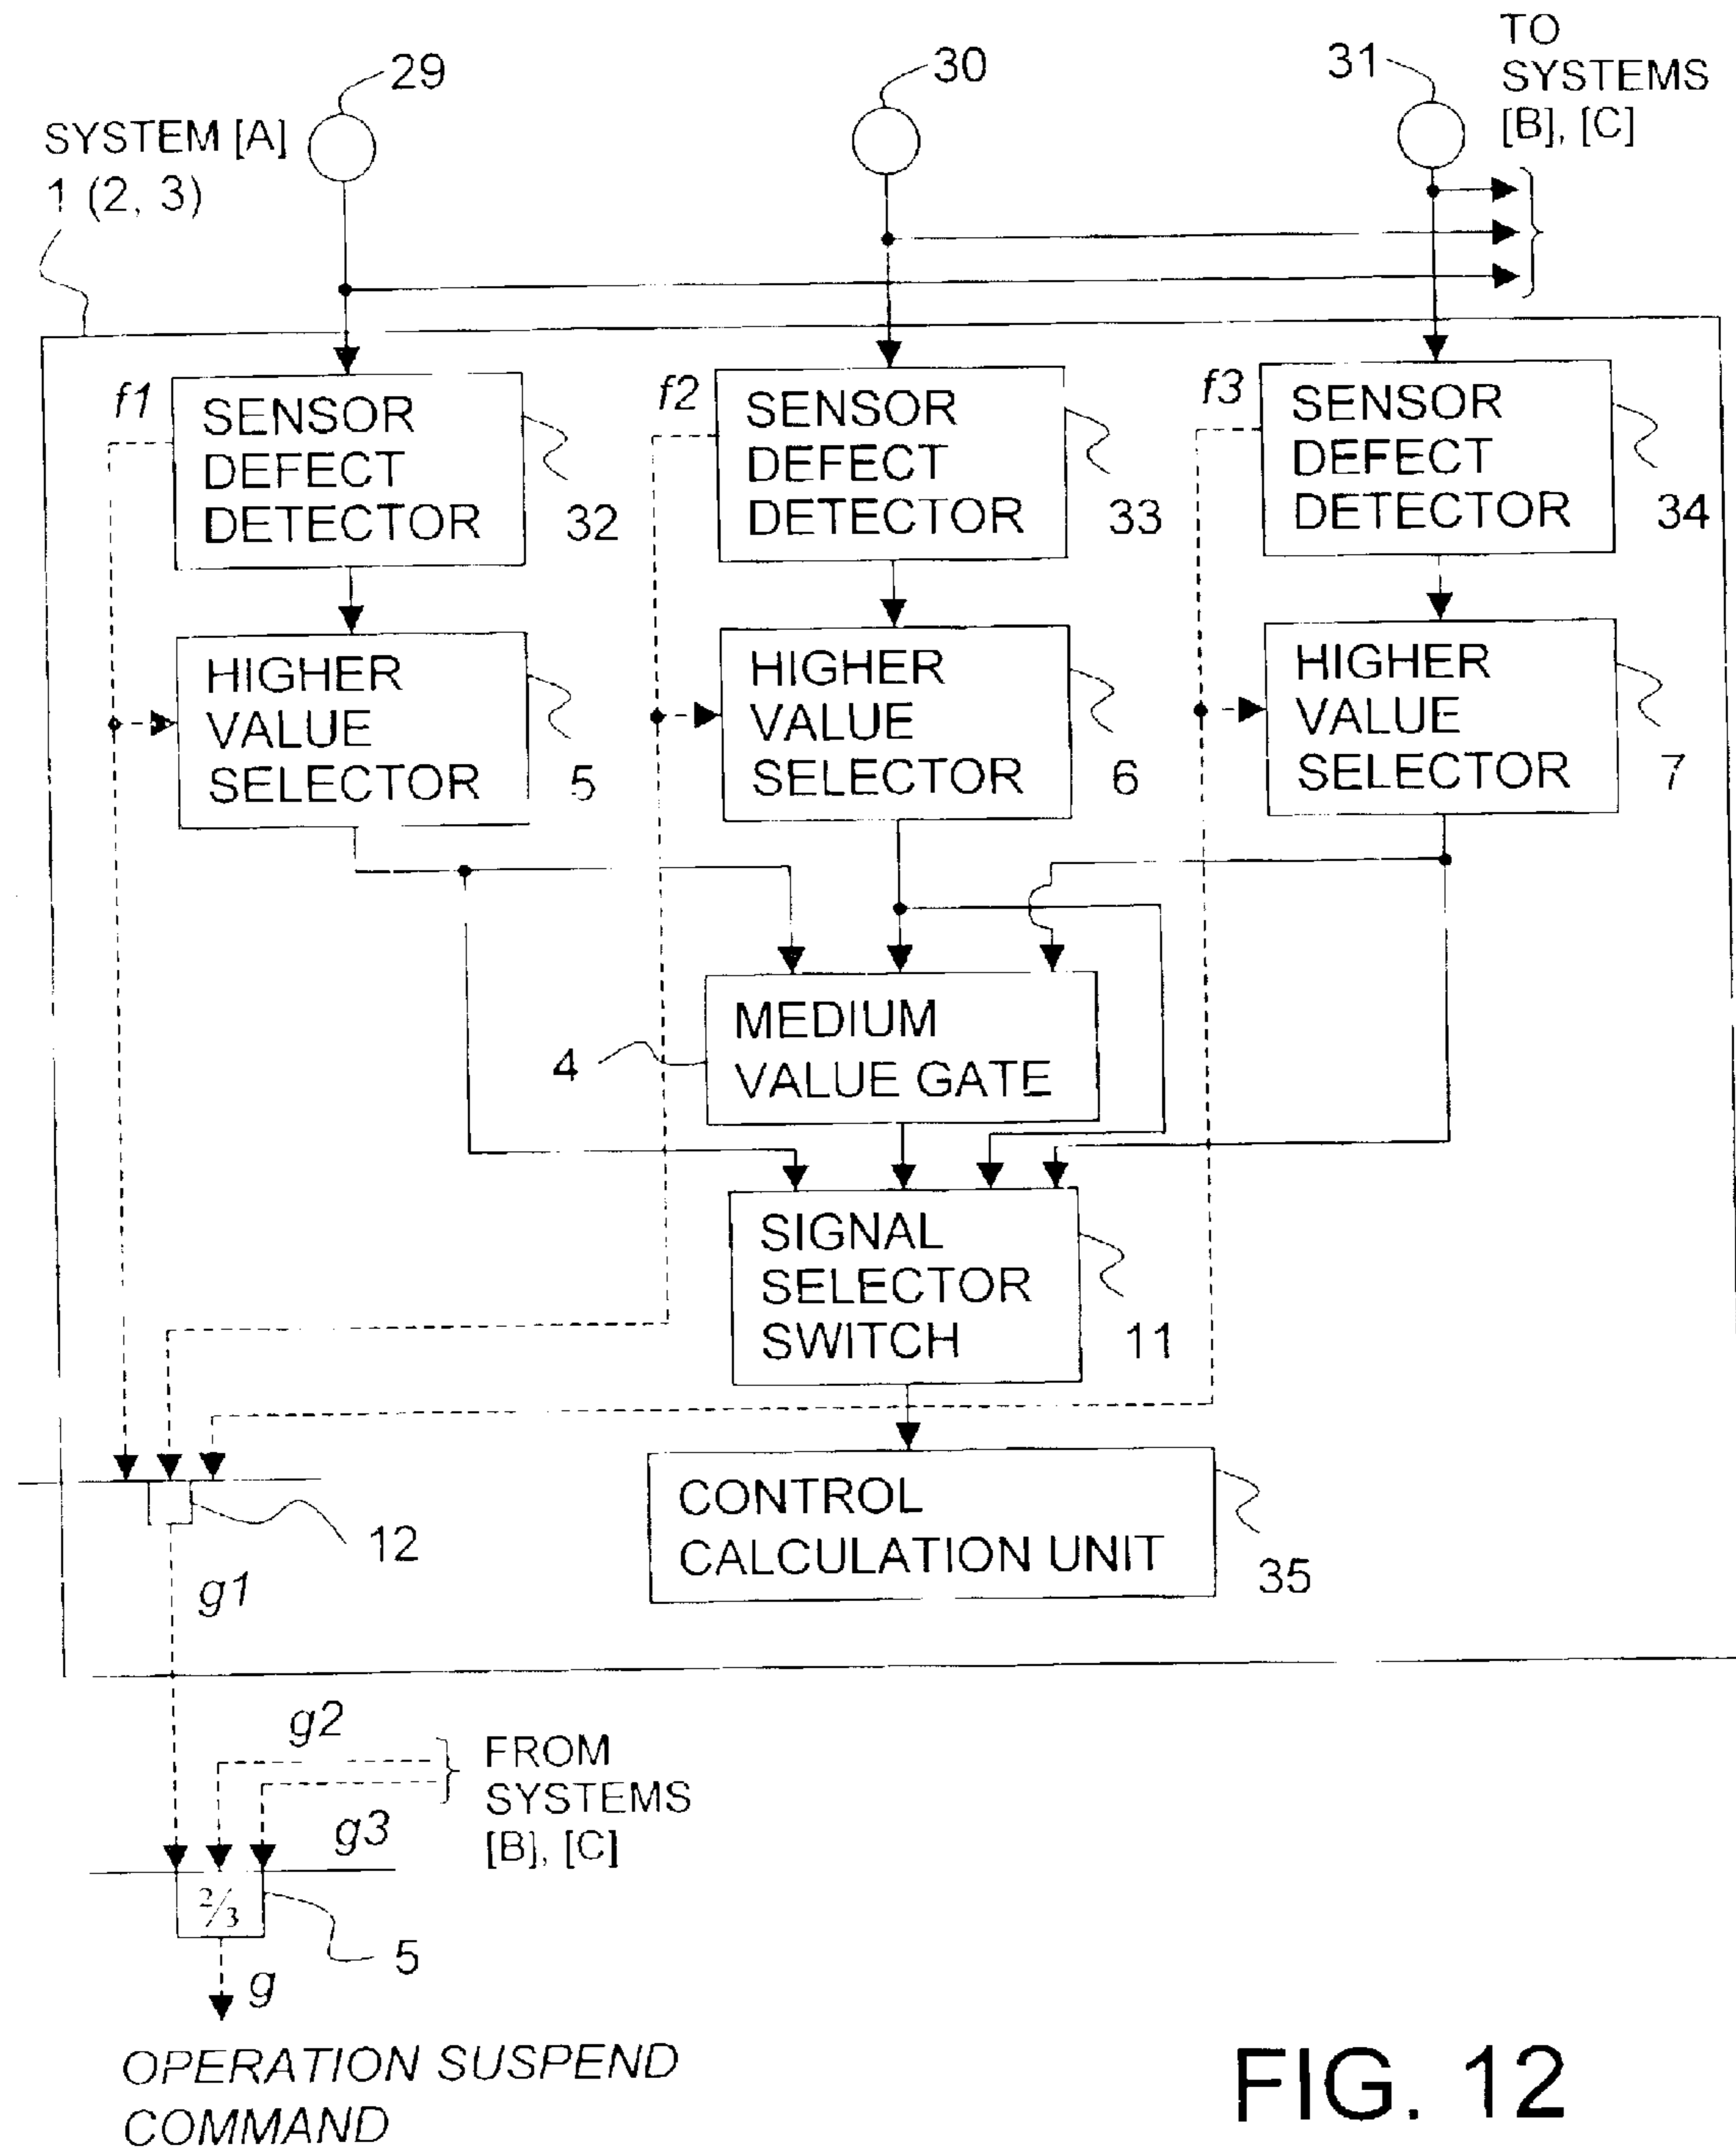 29
30
31
TO
SYSTEMS
[B], [C]
SYSTEM [A]
1 (2, 3)
f1
SENSOR
DEFECT
DETECTOR
32
f2
SENSOR
DEFECT
DETECTOR
33
f3
SENSOR
DEFECT
DETECTOR
34
HIGHER
VALUE
SELECTOR
5
HIGHER
VALUE
SELECTOR
6
HIGHER
VALUE
SELECTOR
7
4
MEDIUM
VALUE GATE
SIGNAL
SELECTOR
SWITCH
11
12
CONTROL
CALCULATION UNIT
35
g1
g2
g3
FROM
SYSTEMS
[B], [C]
2/3
5
g
OPERATION SUSPEND
COMMAND
FIG. 12